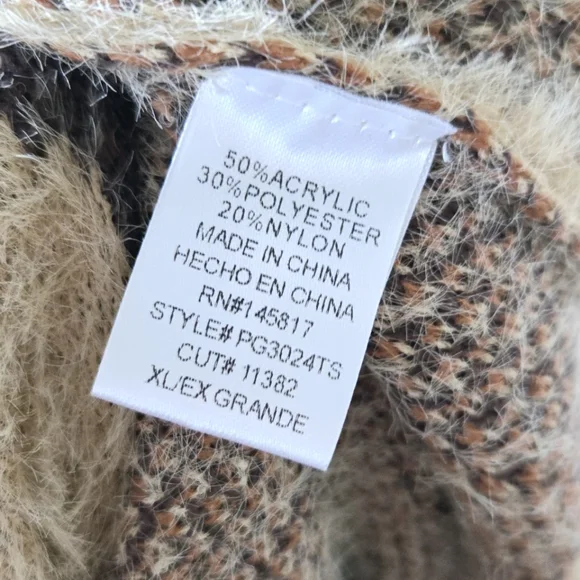 50%ACRYLIC
30%POLYESTER
20%NYLON
MADE IN CHINA
HECHO EN CHINA
RN#145817
STYLE# PG3024TS
CUT# 11382
XL/EX GRANDE